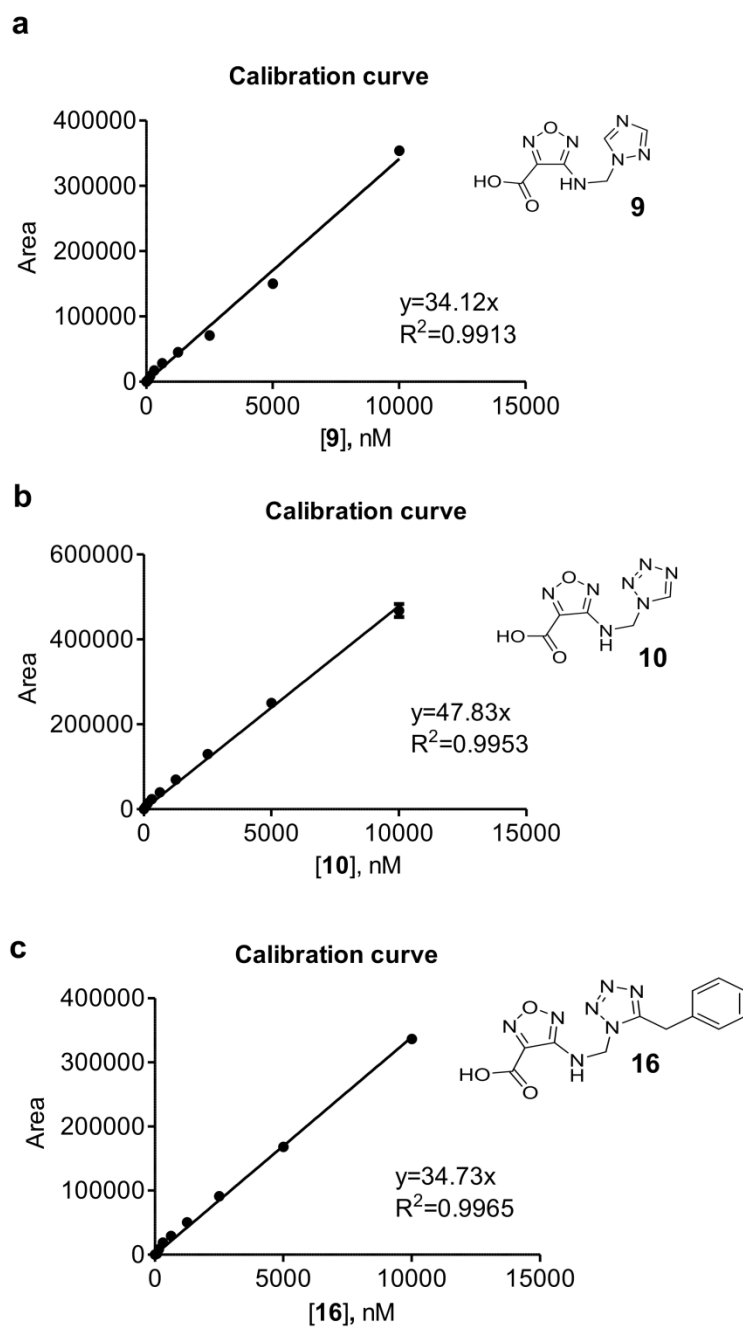 a
Calibration curve
400000
300000
200000
100000
0
Area
0 5000 10000 15000
[9], nM
y=34.12x
R²=0.9913
O
N N
HO
O
HN
N
N
N
9
b
Calibration curve
600000
400000
200000
0
Area
0 5000 10000 15000
[10], nM
y=47.83x
R²=0.9953
O
N N
HO
O
N
H
N N
N N
10
c
Calibration curve
400000
300000
200000
100000
0
Area
0 5000 10000 15000
[16], nM
y=34.73x
R²=0.9965
O
N N
HO
O
N
H
N N
N N
16